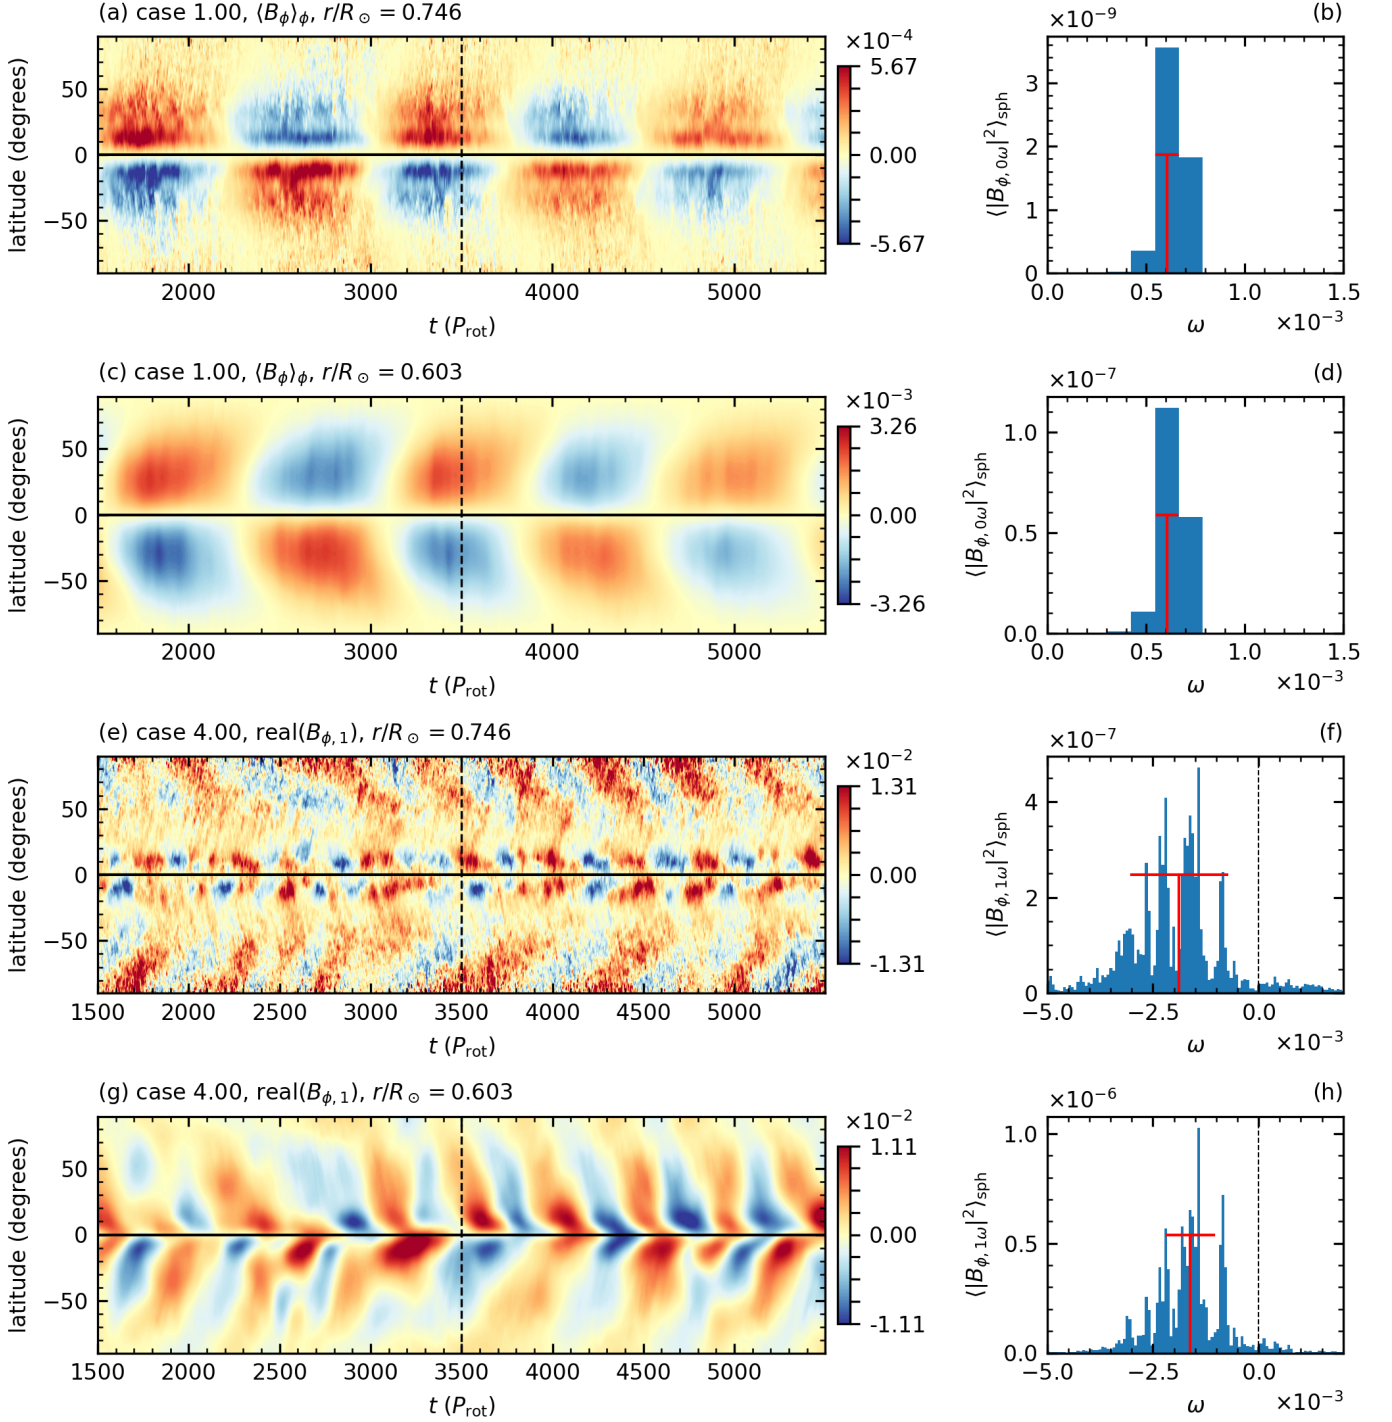 (a) case 1.00, ⟨B_ϕ⟩_ϕ, r/R_⊙ = 0.746
(b)
×10⁻⁴
5.67
0.00
-5.67
50
0
−50
latitude (degrees)
2000 3000 4000 5000
t (P_rot)
×10⁻⁹
3
2
1
0
⟨|B_ϕ,0ω|²⟩_sph
0.0 0.5 1.0 1.5
ω ×10⁻³
(c) case 1.00, ⟨B_ϕ⟩_ϕ, r/R_⊙ = 0.603
(d)
×10⁻³
3.26
0.00
-3.26
50
0
−50
latitude (degrees)
2000 3000 4000 5000
t (P_rot)
×10⁻⁷
1.0
0.5
0.0
⟨|B_ϕ,0ω|²⟩_sph
0.0 0.5 1.0 1.5
ω ×10⁻³
(e) case 4.00, real(B_ϕ,1), r/R_⊙ = 0.746
(f)
×10⁻²
1.31
0.00
-1.31
50
0
−50
latitude (degrees)
1500 2000 2500 3000 3500 4000 4500 5000
t (P_rot)
×10⁻⁷
4
2
0
⟨|B_ϕ,1ω|²⟩_sph
−5.0 −2.5 0.0
ω ×10⁻³
(g) case 4.00, real(B_ϕ,1), r/R_⊙ = 0.603
(h)
×10⁻²
1.11
0.00
-1.11
50
0
−50
latitude (degrees)
1500 2000 2500 3000 3500 4000 4500 5000
t (P_rot)
×10⁻⁶
1.0
0.5
0.0
⟨|B_ϕ,1ω|²⟩_sph
−5.0 −2.5 0.0
ω ×10⁻³